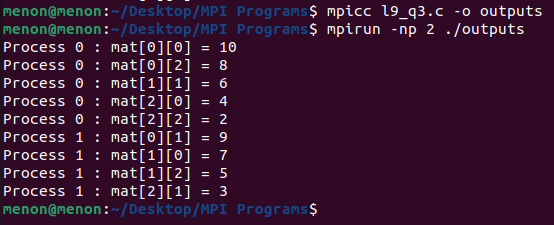 menon@menon:~/Desktop/MPI Programs$ mpicc l9_q3.c -o outputs
menon@menon:~/Desktop/MPI Programs$ mpirun -np 2 ./outputs
Process 0 : mat[0][0] = 10
Process 0 : mat[0][2] = 8
Process 0 : mat[1][1] = 6
Process 0 : mat[2][0] = 4
Process 0 : mat[2][2] = 2
Process 1 : mat[0][1] = 9
Process 1 : mat[1][0] = 7
Process 1 : mat[1][2] = 5
Process 1 : mat[2][1] = 3
menon@menon:~/Desktop/MPI Programs$